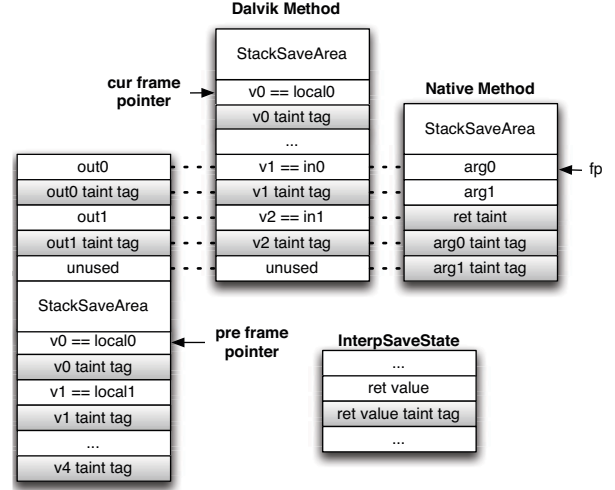 Dalvik Method
StackSaveArea
cur frame
pointer
v0 == local0
v0 taint tag
...
v1 == in0
v1 taint tag
v2 == in1
v2 taint tag
unused
Native Method
StackSaveArea
arg0
fp
arg1
ret taint
arg0 taint tag
arg1 taint tag
out0
out0 taint tag
out1
out1 taint tag
unused
StackSaveArea
v0 == local0
pre frame
pointer
v0 taint tag
v1 == local1
v1 taint tag
...
v4 taint tag
InterpSaveState
...
ret value
ret value taint tag
...